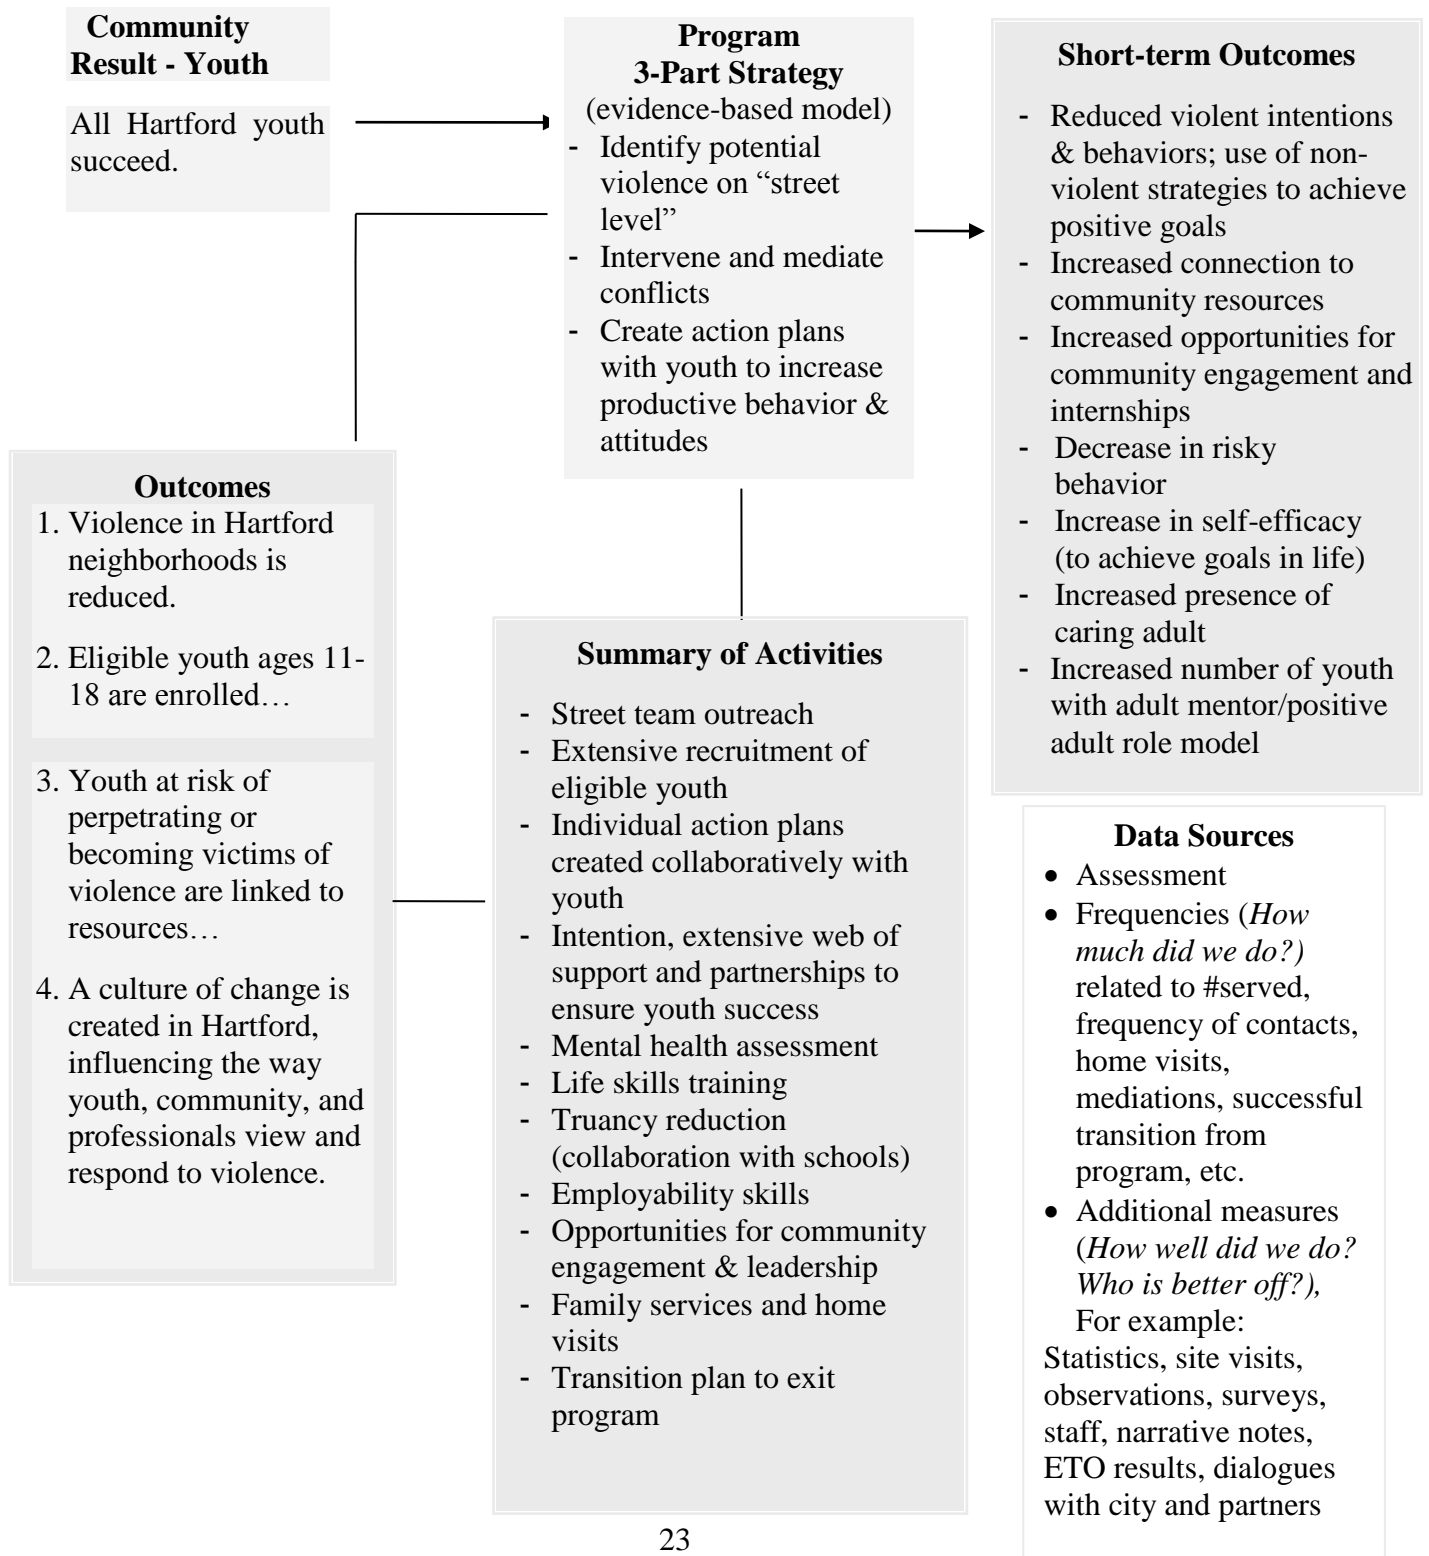 Community
Result - Youth
All Hartford youth
succeed.
Program
3-Part Strategy
(evidence-based model)
- Identify potential
violence on “street
level”
- Intervene and mediate
conflicts
- Create action plans
with youth to increase
productive behavior &
attitudes
Short-term Outcomes
- Reduced violent intentions
& behaviors; use of non-
violent strategies to achieve
positive goals
- Increased connection to
community resources
- Increased opportunities for
community engagement and
internships
- Decrease in risky
behavior
- Increase in self-efficacy
(to achieve goals in life)
- Increased presence of
caring adult
- Increased number of youth
with adult mentor/positive
adult role model
Outcomes
1. Violence in Hartford
neighborhoods is
reduced.
2. Eligible youth ages 11-
18 are enrolled…
3. Youth at risk of
perpetrating or
becoming victims of
violence are linked to
resources…
4. A culture of change is
created in Hartford,
influencing the way
youth, community, and
professionals view and
respond to violence.
Summary of Activities
- Street team outreach
- Extensive recruitment of
eligible youth
- Individual action plans
created collaboratively with
youth
- Intention, extensive web of
support and partnerships to
ensure youth success
- Mental health assessment
- Life skills training
- Truancy reduction
(collaboration with schools)
- Employability skills
- Opportunities for community
engagement & leadership
- Family services and home
visits
- Transition plan to exit
program
Data Sources
• Assessment
• Frequencies (How
much did we do?)
related to #served,
frequency of contacts,
home visits,
mediations, successful
transition from
program, etc.
• Additional measures
(How well did we do?
Who is better off?),
For example:
Statistics, site visits,
observations, surveys,
staff, narrative notes,
ETO results, dialogues
with city and partners
23